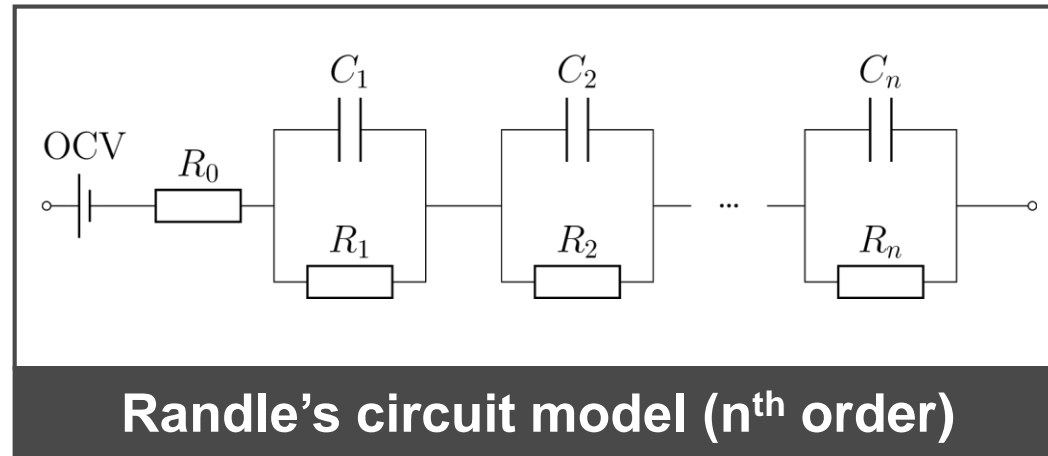 C₁ C₂ Cₙ
OCV
R₀
...
R₁ R₂ Rₙ
Randle's circuit model (nᵗʰ order)